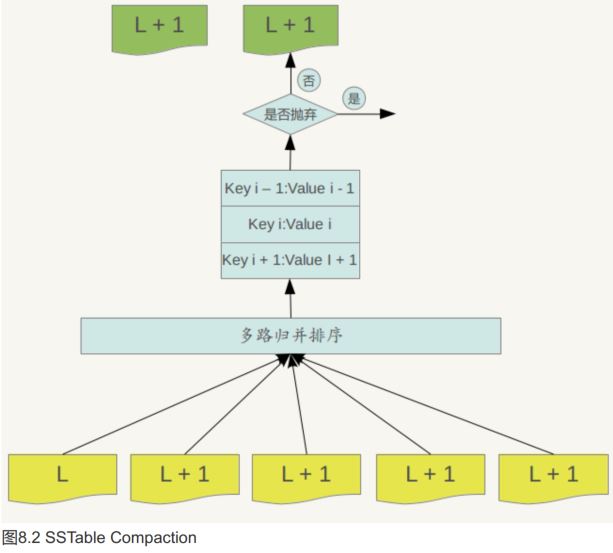 L + 1
L + 1
否
是
是否抛弃
Key i – 1:Value i - 1
Key i:Value i
Key i + 1:Value I + 1
多路归并排序
L
L + 1
L + 1
L + 1
L + 1
图8.2 SSTable Compaction